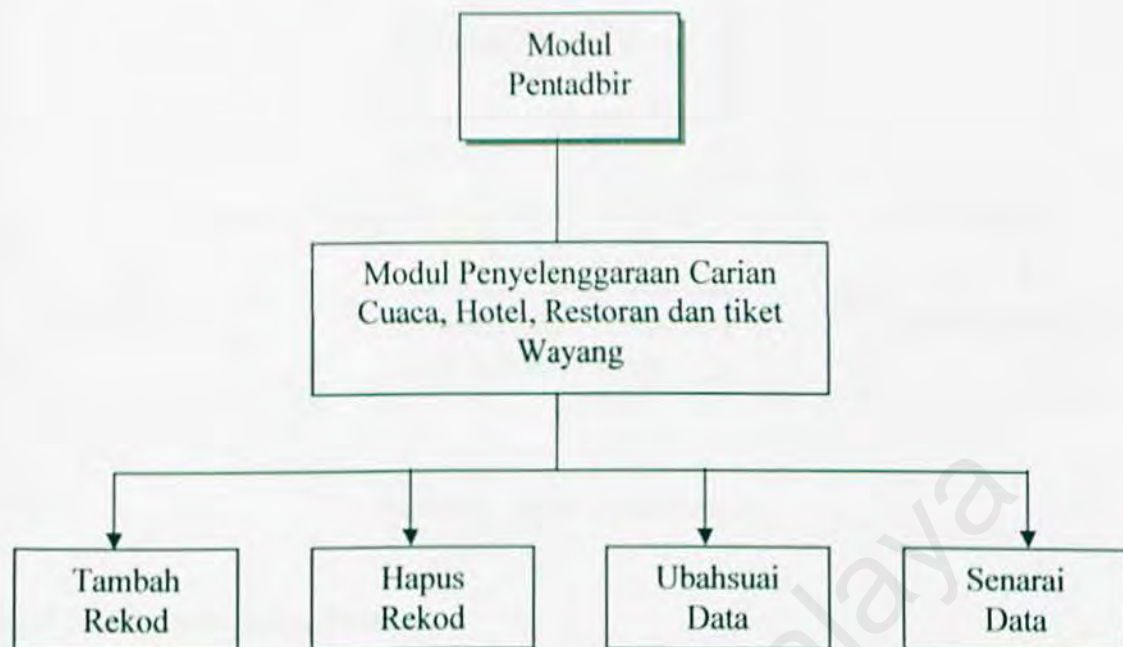 Modul
Pentadbir
Modul Penyelenggaraan Carian
Cuaca, Hotel, Restoran dan tiket
Wayang
Tambah
Rekod
Hapus
Rekod
Ubahsuai
Data
Senarai
Data
laya